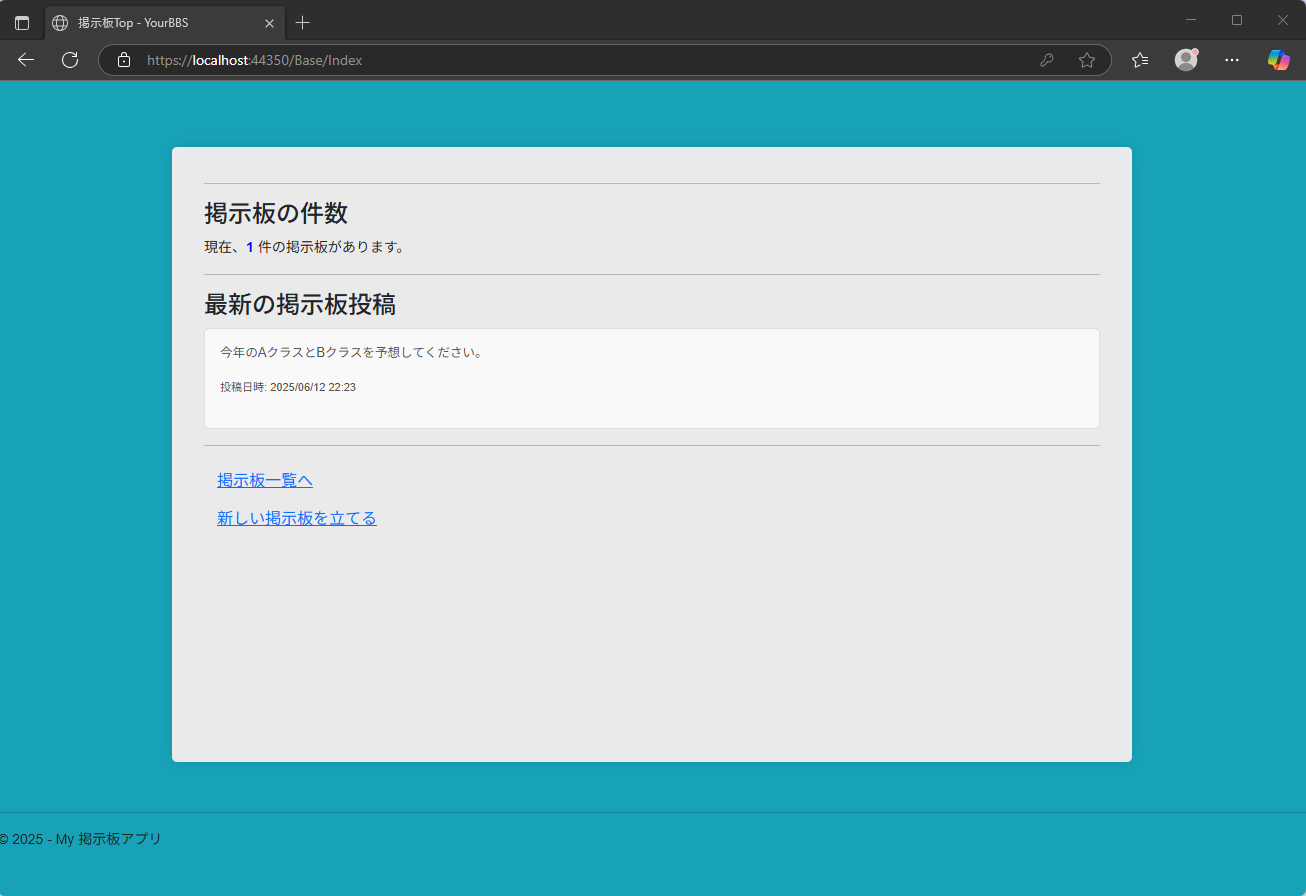 掲示板Top - YourBBS
https://localhost:44350/Base/Index
掲示板の件数
現在、1 件の掲示板があります。
最新の掲示板投稿
今年のAクラスとBクラスを予想してください。
投稿日時: 2025/06/12 22:23
掲示板一覧へ
新しい掲示板を立てる
© 2025 - My 掲示板アプリ